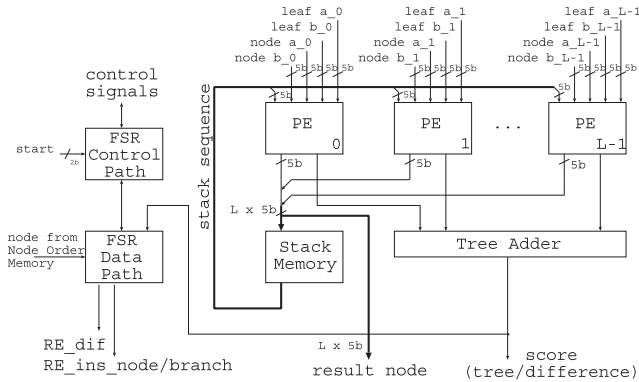 leaf a_0
leaf b_0
node a_0
node b_0
5b 5b 5b 5b
5b
leaf a_1
leaf b_1
node a_1
node b_1
5b 5b 5b 5b
5b
leaf a_L-1
leaf b_L-1
node a_L-1
node b_L-1
5b 5b 5b 5b
5b
control
signals
start
2b
FSR
Control
Path
stack sequence
PE
0
PE
1
...
PE
L-1
5b
5b
5b
L x 5b
node from
Node Order
Memory
FSR
Data
Path
Stack
Memory
Tree Adder
RE_dif
RE_ins_node/branch
L x 5b
result node
score
(tree/difference)